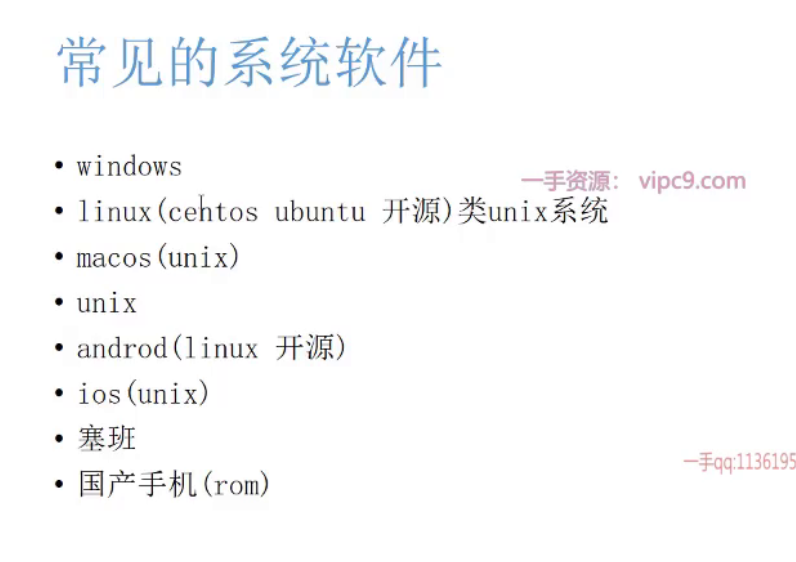 常见的系统软件
• windows
一手资源： vipc9.com
• linux(centos ubuntu 开源)类unix系统
• macos(unix)
• unix
• androd(linux 开源)
• ios(unix)
• 塞班
一手qq:1136195
• 国产手机(rom)